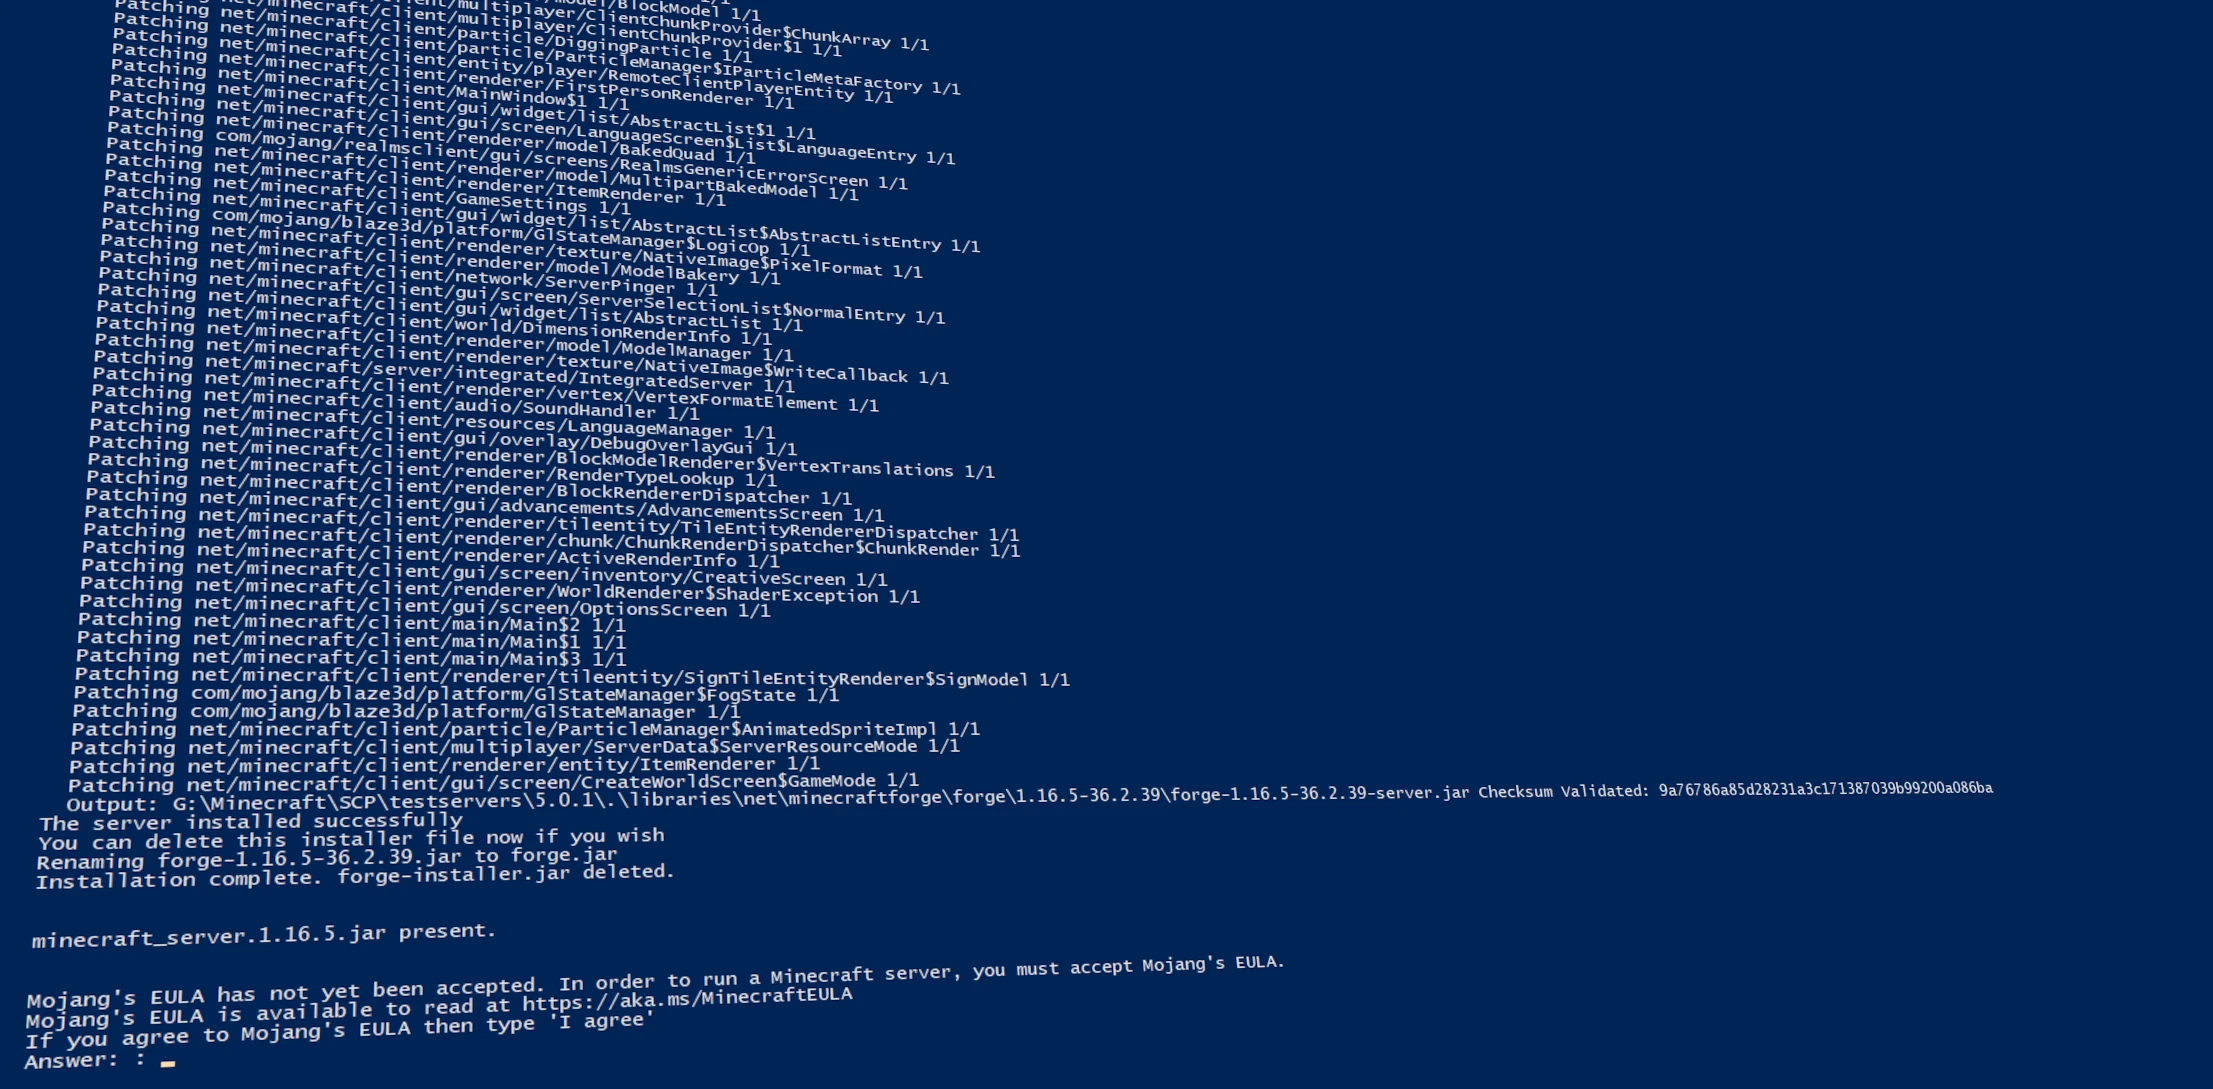 model/BlockModel 1/1
net/minecraft/client/multiplayer/ClientChunkProvider$ChunkArray 1/1
Patching net/minecraft/client/multiplayer/ClientChunkProvider$1 1/1
Patching net/minecraft/client/particle/DiggingParticle 1/1
Patching net/minecraft/client/particle/ParticleManager$IParticleMetaFactory 1/1
Patching net/minecraft/client/entity/player/RemoteClientPlayerEntity 1/1
Patching net/minecraft/client/renderer/FirstPersonRenderer 1/1
Patching net/minecraft/client/MainWindow$1 1/1
Patching net/minecraft/client/gui/widget/list/AbstractList$1 1/1
Patching net/minecraft/client/gui/screen/LanguageScreen$List$LanguageEntry 1/1
Patching net/minecraft/client/renderer/model/BakedQuad 1/1
Patching com/mojang/realmsclient/gui/screens/RealmsGenericErrorScreen 1/1
Patching net/minecraft/client/renderer/model/MultipartBakedModel 1/1
Patching net/minecraft/client/renderer/ItemRenderer 1/1
Patching net/minecraft/client/GameSettings 1/1
Patching net/minecraft/client/gui/widget/list/AbstractList$AbstractListEntry 1/1
Patching com/mojang/blaze3d/platform/GlStateManager$LogicOp 1/1
Patching net/minecraft/client/renderer/texture/NativeImage$PixelFormat 1/1
Patching net/minecraft/client/renderer/model/ModelBakery 1/1
Patching net/minecraft/client/network/ServerPinger 1/1
Patching net/minecraft/client/gui/screen/ServerSelectionList$NormalEntry 1/1
Patching net/minecraft/client/gui/widget/list/AbstractList 1/1
Patching net/minecraft/client/world/DimensionRenderInfo 1/1
Patching net/minecraft/client/renderer/model/ModelManager 1/1
Patching net/minecraft/client/renderer/texture/NativeImage$WriteCallback 1/1
Patching net/minecraft/server/integrated/IntegratedServer 1/1
Patching net/minecraft/client/renderer/vertex/VertexFormatElement 1/1
Patching net/minecraft/client/audio/SoundHandler 1/1
Patching net/minecraft/client/resources/LanguageManager 1/1
Patching net/minecraft/client/gui/overlay/DebugOverlayGui 1/1
Patching net/minecraft/client/renderer/BlockModelRenderer$VertexTranslations 1/1
Patching net/minecraft/client/renderer/RenderTypeLookup 1/1
Patching net/minecraft/client/renderer/BlockRendererDispatcher 1/1
Patching net/minecraft/client/gui/advancements/AdvancementsScreen 1/1
Patching net/minecraft/client/renderer/tileentity/TileEntityRendererDispatcher 1/1
Patching net/minecraft/client/renderer/chunk/ChunkRenderDispatcher$ChunkRender 1/1
Patching net/minecraft/client/renderer/ActiveRenderInfo 1/1
Patching net/minecraft/client/gui/screen/inventory/CreativeScreen 1/1
Patching net/minecraft/client/renderer/WorldRenderer$ShaderException 1/1
Patching net/minecraft/client/gui/screen/OptionsScreen 1/1
Patching net/minecraft/client/main/Main$2 1/1
Patching net/minecraft/client/main/Main$1 1/1
Patching net/minecraft/client/main/Main$3 1/1
Patching net/minecraft/client/renderer/tileentity/SignTileEntityRenderer$SignModel 1/1
Patching com/mojang/blaze3d/platform/GlStateManager$FogState 1/1
Patching com/mojang/blaze3d/platform/GlStateManager 1/1
Patching net/minecraft/client/particle/ParticleManager$AnimatedSpriteImpl 1/1
Patching net/minecraft/client/multiplayer/ServerData$ServerResourceMode 1/1
Patching net/minecraft/client/renderer/entity/ItemRenderer 1/1
Patching net/minecraft/client/gui/screen/CreateWorldScreen$GameMode 1/1
Output: G:\Minecraft\SCP\testservers\5.0.1\.\libraries\net\minecraftforge\forge\1.16.5-36.2.39\forge-1.16.5-36.2.39-server.jar Checksum Validated: 9a76786a85d28231a3c171387039b99200a086ba
The server installed successfully
You can delete this installer file now if you wish
Renaming forge-1.16.5-36.2.39.jar to forge.jar
Installation complete. forge-installer.jar deleted.
minecraft_server.1.16.5.jar present.
Mojang's EULA has not yet been accepted. In order to run a Minecraft server, you must accept Mojang's EULA.
Mojang's EULA is available to read at https://aka.ms/MinecraftEULA
If you agree to Mojang's EULA then type 'I agree'
Answer: :